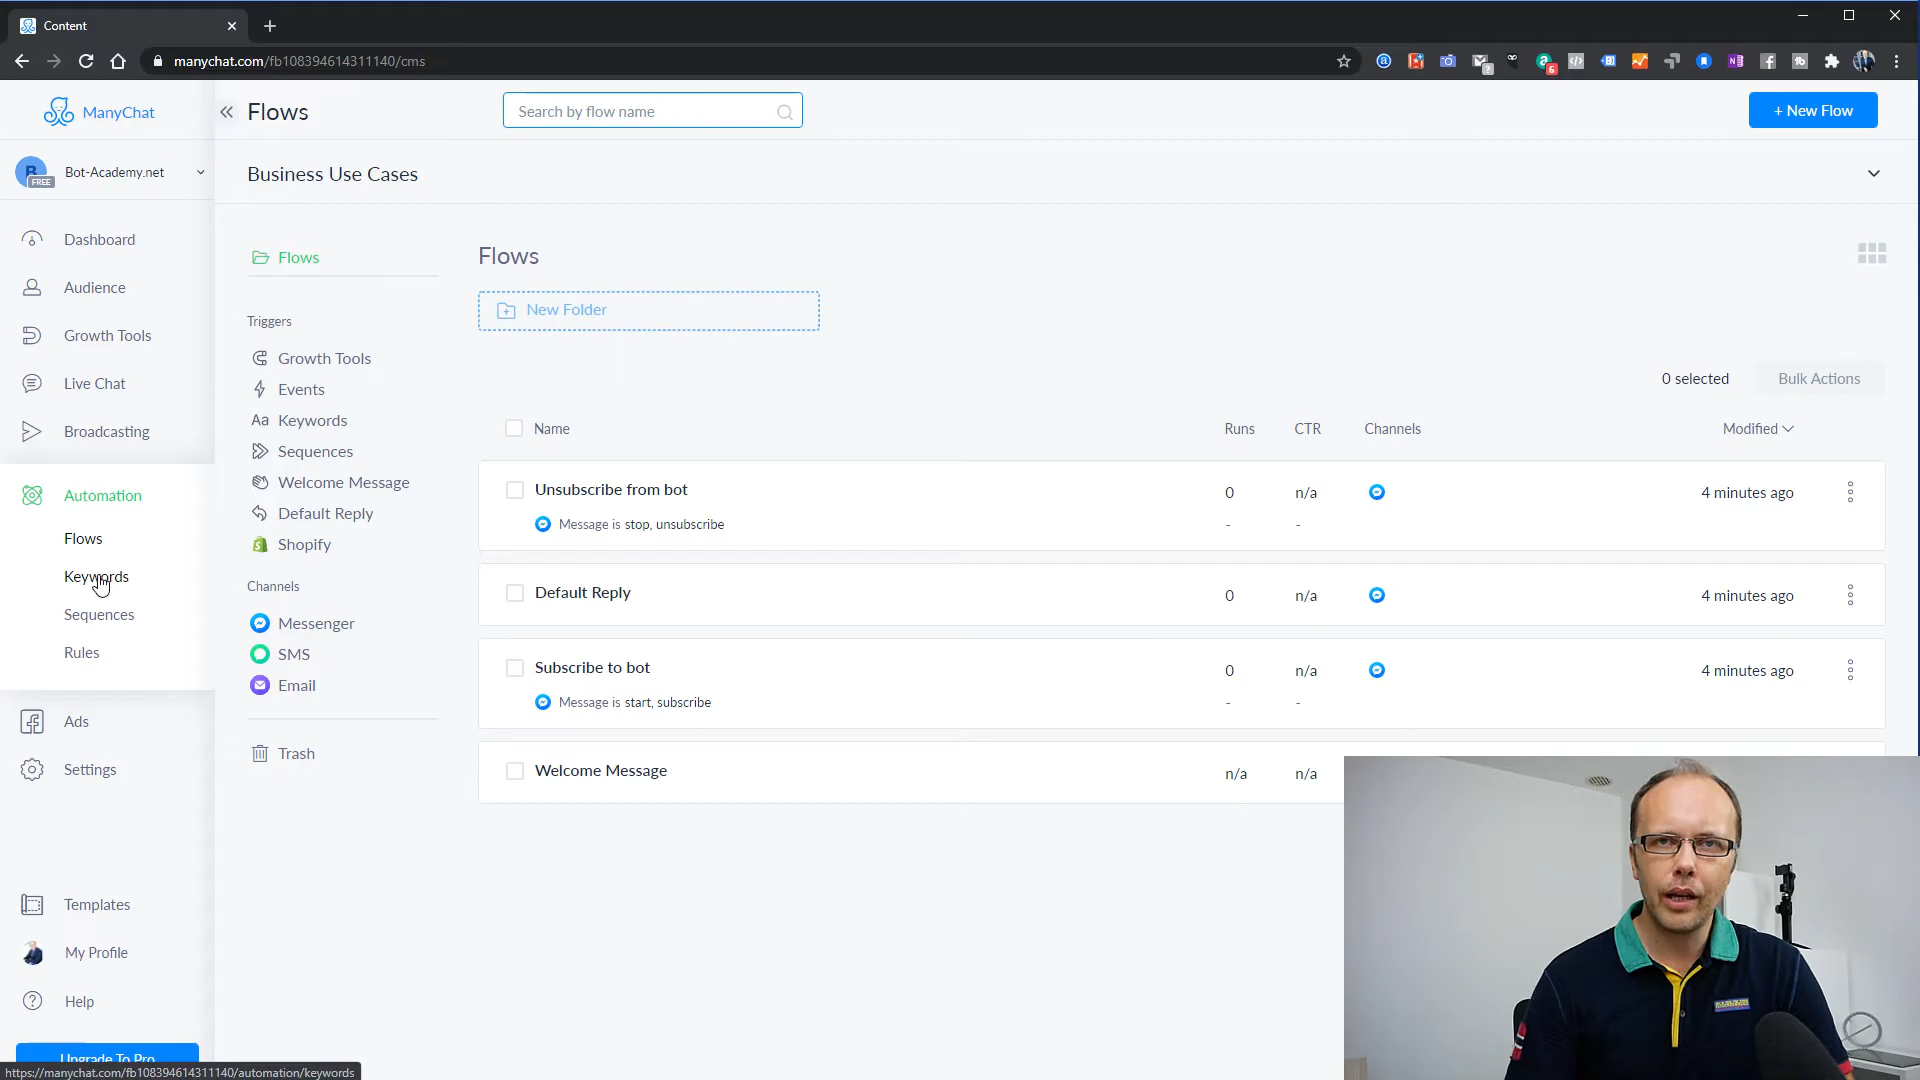 Content
manychat.com/fb108394614311140/cms
ManyChat
Flows
Search by flow name
+ New Flow
B
FREE
Bot-Academy.net
Business Use Cases
Dashboard
Audience
Growth Tools
Live Chat
Broadcasting
Automation
Flows
Keywords
Sequences
Rules
Ads
Settings
Templates
My Profile
Help
Upgrade To Pro
https://manychat.com/fb108394614311140/automation/keywords
Flows
Triggers
Growth Tools
Events
Aa Keywords
Sequences
Welcome Message
Default Reply
Shopify
Channels
Messenger
SMS
Email
Trash
Flows
New Folder
0 selected
Bulk Actions
Name Runs CTR Channels Modified
Unsubscribe from bot 0 n/a 4 minutes ago
Message is stop, unsubscribe - -
Default Reply 0 n/a 4 minutes ago
Subscribe to bot 0 n/a 4 minutes ago
Message is start, subscribe - -
Welcome Message n/a n/a